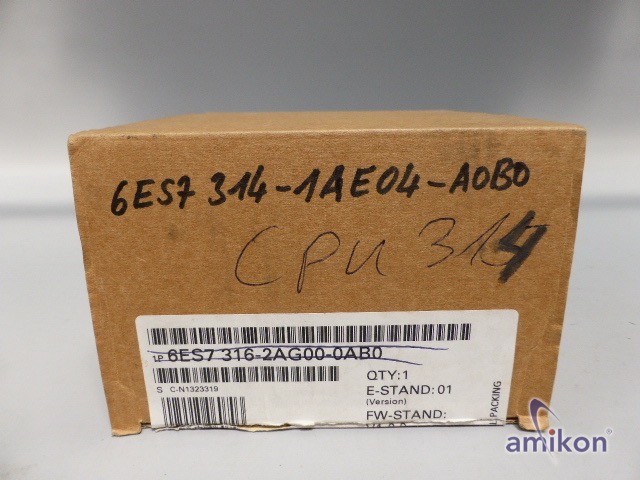 6ES7 314-1AE04-A0B0
CPU 314
1P 6ES7 316-2AG00-0AB0
S C-N1323319
QTY:1
E-STAND: 01
(Version)
FW-STAND:
PACKING
amikon